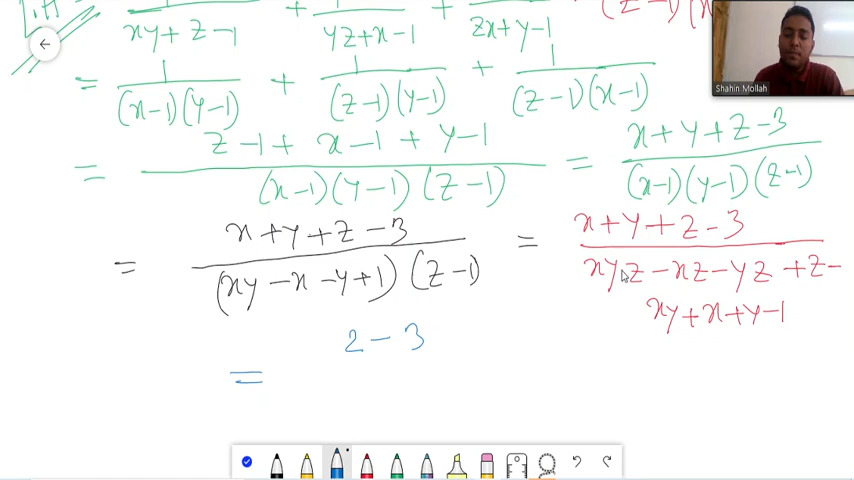 1 / (xy+z-1) + 1 / (yz+x-1) + 1 / (zx+y-1)
= 1 / ((x-1)(y-1)) + 1 / ((z-1)(y-1)) + 1 / ((z-1)(x-1))
= (z-1+x-1+y-1) / ((x-1)(y-1)(z-1)) = (x+y+z-3) / ((x-1)(y-1)(z-1))
= (x+y+z-3) / ((xy-x-y+1)(z-1)) = (x+y+z-3) / (xyz-xz-yz+z-
xy+x+y-1)
2-3
=
Shahin Mollah